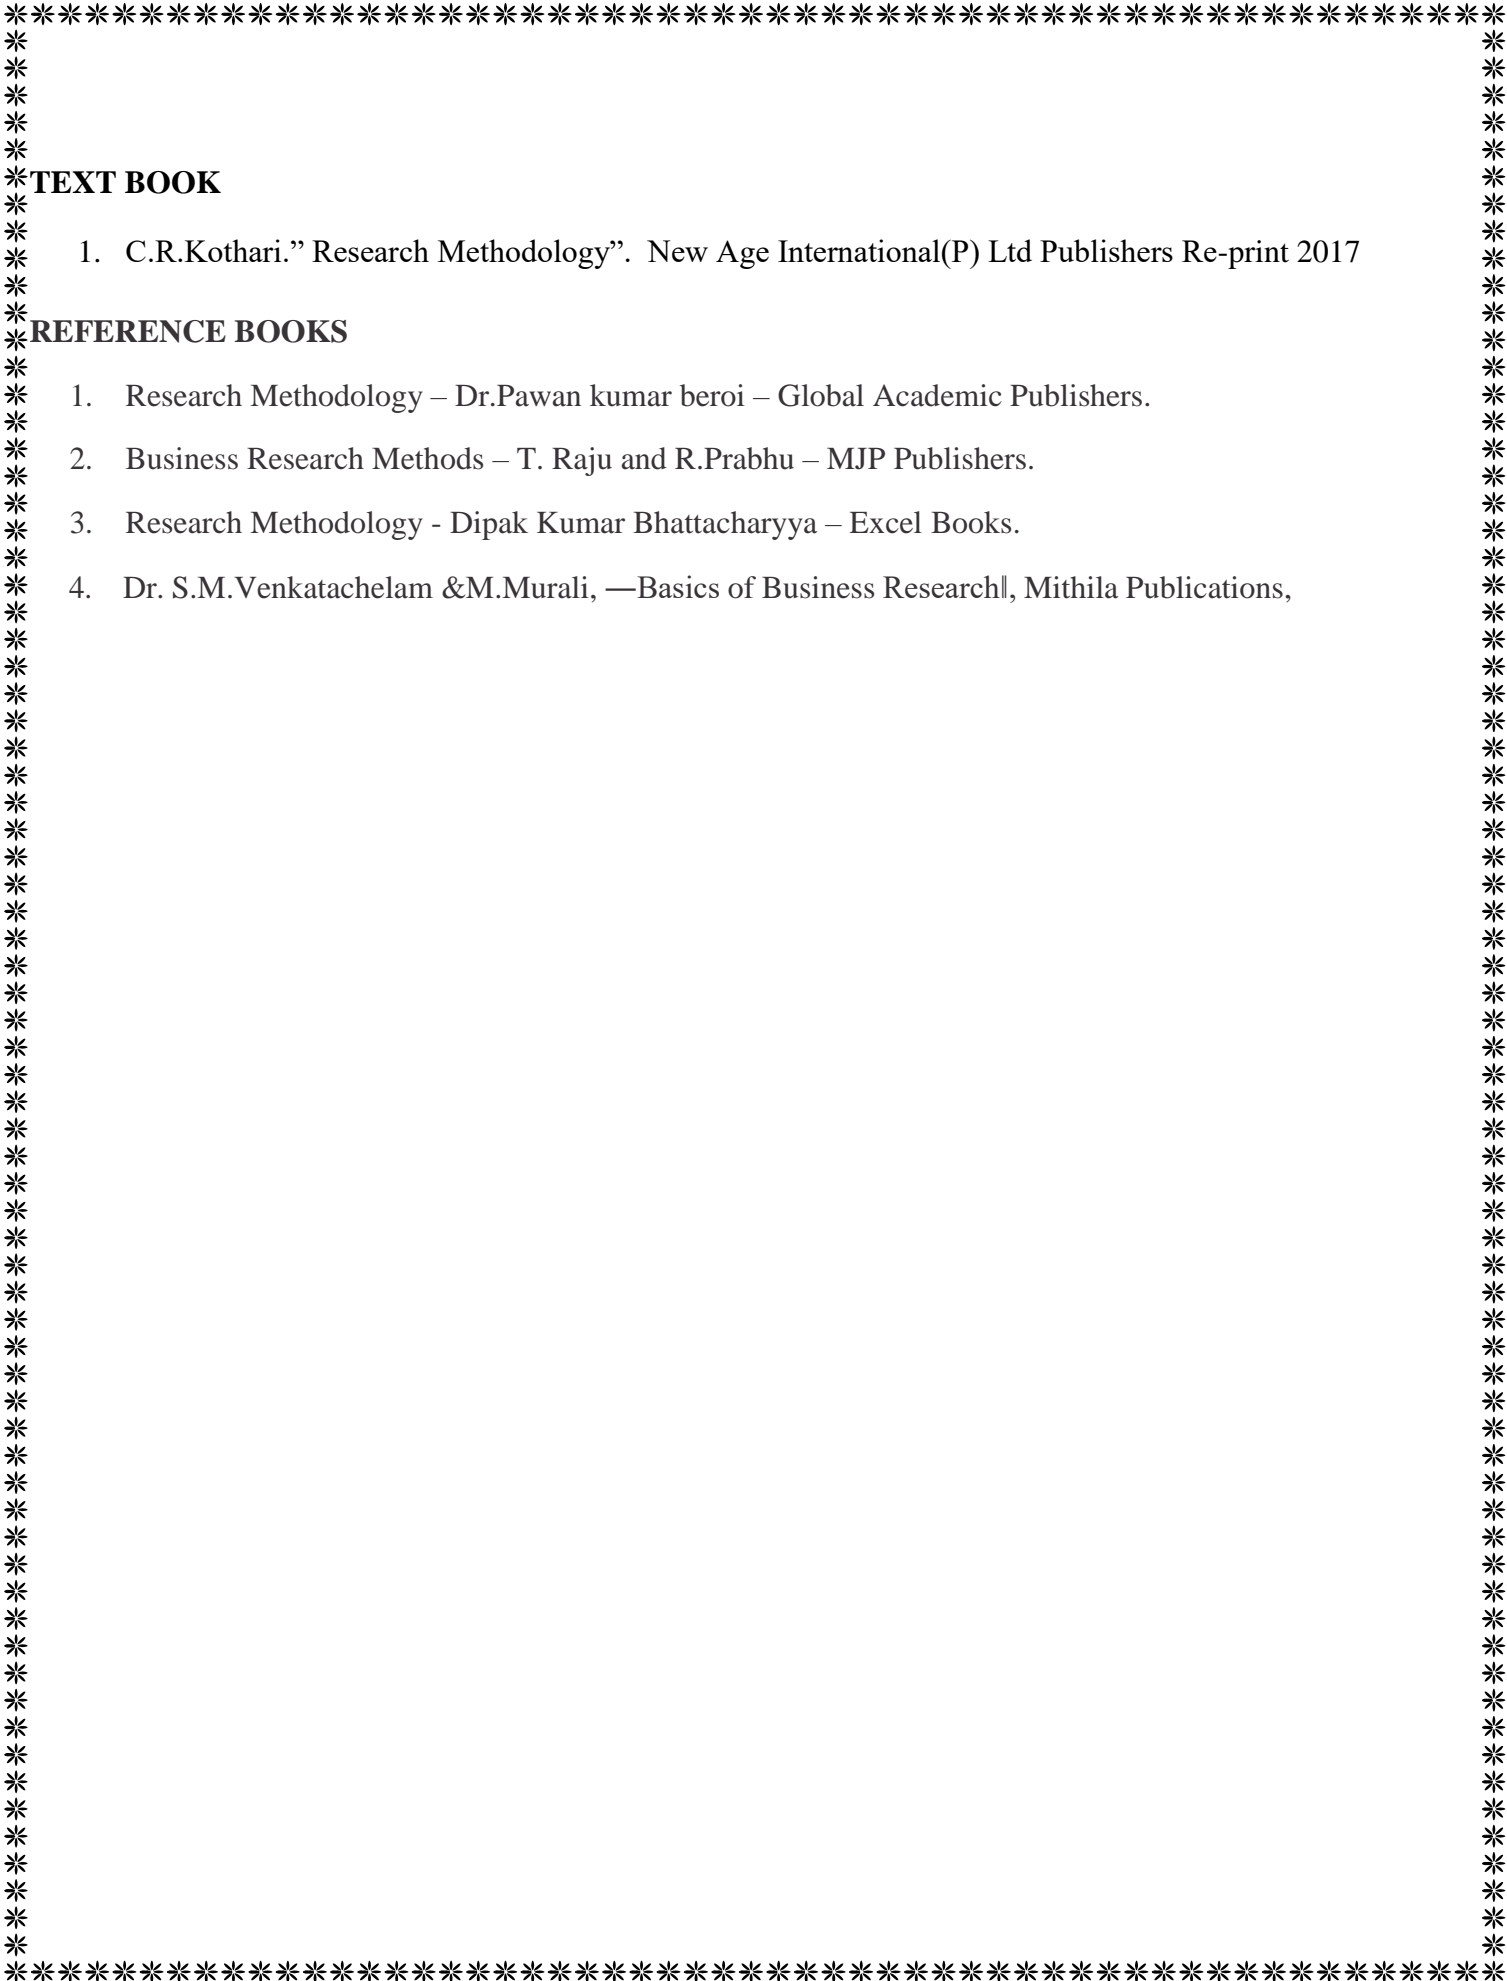 TEXT BOOK
1. C.R.Kothari.” Research Methodology”. New Age International(P) Ltd Publishers Re-print 2017
REFERENCE BOOKS
1. Research Methodology – Dr.Pawan kumar beroi – Global Academic Publishers.
2. Business Research Methods – T. Raju and R.Prabhu – MJP Publishers.
3. Research Methodology - Dipak Kumar Bhattacharyya – Excel Books.
4. Dr. S.M.Venkatachelam &M.Murali, ―Basics of Business Research‖, Mithila Publications,